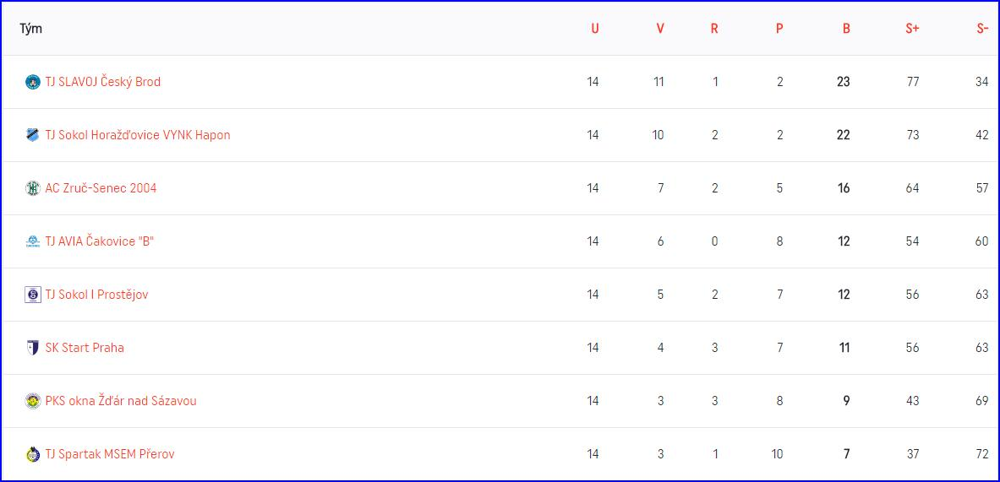 Tým U V R P B S+ S-
TJ SLAVOJ Český Brod 14 11 1 2 23 77 34
TJ Sokol Horažďovice VYNK Hapon 14 10 2 2 22 73 42
AC Zruč-Senec 2004 14 7 2 5 16 64 57
TJ AVIA Čakovice "B" 14 6 0 8 12 54 60
TJ Sokol I Prostějov 14 5 2 7 12 56 63
SK Start Praha 14 4 3 7 11 56 63
PKS okna Žďár nad Sázavou 14 3 3 8 9 43 69
TJ Spartak MSEM Přerov 14 3 1 10 7 37 72